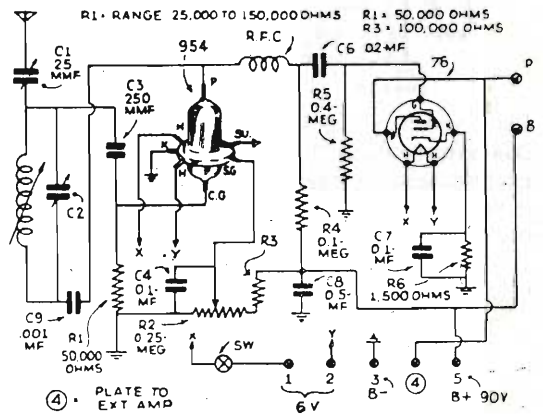 R1 = RANGE 25,000 TO 150,000 OHMS
R1 = 50,000 OHMS
R3 = 100,000 OHMS
954
R.F.C
C6 .02-MF
76
P
C1
25
MMF
C3
250
MMF
P
SU.
H
K
H
S.G
C.G
R5
0.4-
MEG
P
G
K
H
H
B
C2
X
Y
R4
0.1-
MEG
X
Y
C7
0.1-
MF
C4
0.1-
MF
R3
C8
0.5-
MF
R6
1,500 OHMS
C9
.001
MF
R1
50,000
OHMS
R2
0.25-
MEG
X
SW
Y
1
2
3
4
5
6 V
B-
B+ 90V
4 = PLATE TO
EXT AMP